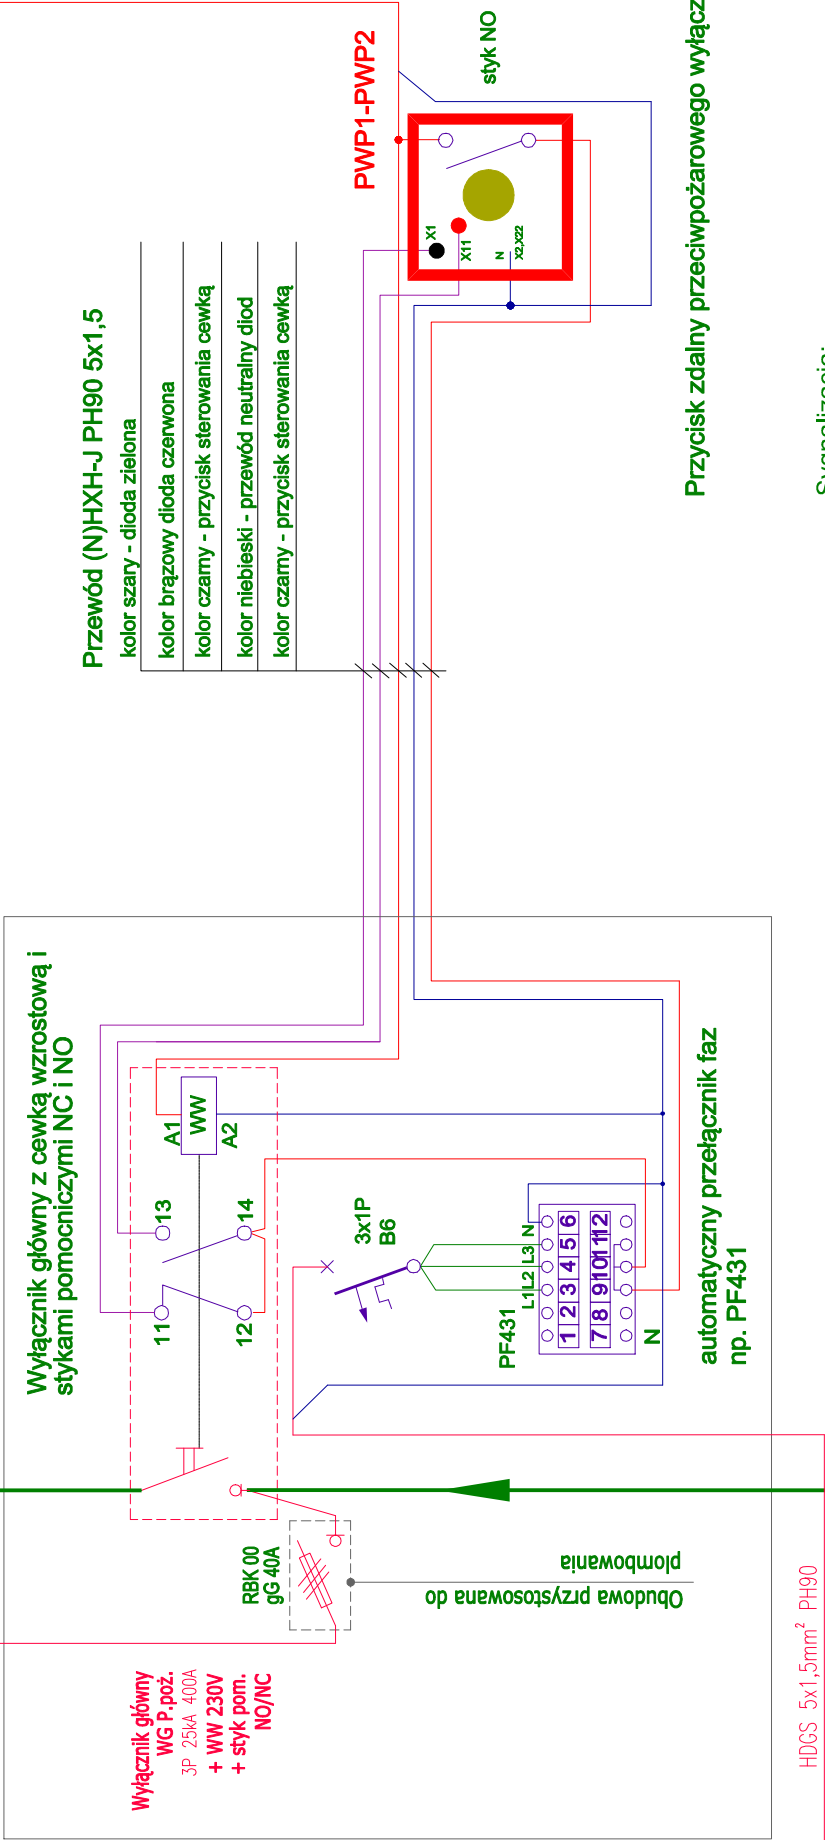 PWP1-PWP2
styk NO
X1
X11
N
X2,X22
Przycisk zdalny przeciwpożarowego wyłącz
Przewód (N)HXH-J PH90 5x1,5
kolor szary - dioda zielona
kolor brązowy dioda czerwona
kolor czarny - przycisk sterowania cewką
kolor niebieski - przewód neutralny diod
kolor czarny - przycisk sterowania cewką
Wyłącznik główny z cewką wzrostową i
stykami pomocniczymi NC i NO
A1
WW
A2
13
14
11
12
3x1P
B6
PF431
L1 L2 L3 N
1 2 3 4 5 6
7 8 9 10 11 12
N
automatyczny przełącznik faz
np. PF431
RBK 00
gG 40A
Obudowa przystosowana do
plombowania
Wyłącznik główny
WG P.poż.
3P 25kA 400A
+ WW 230V
+ styk pom.
NO/NC
HDGS 5x1,5mm² PH90